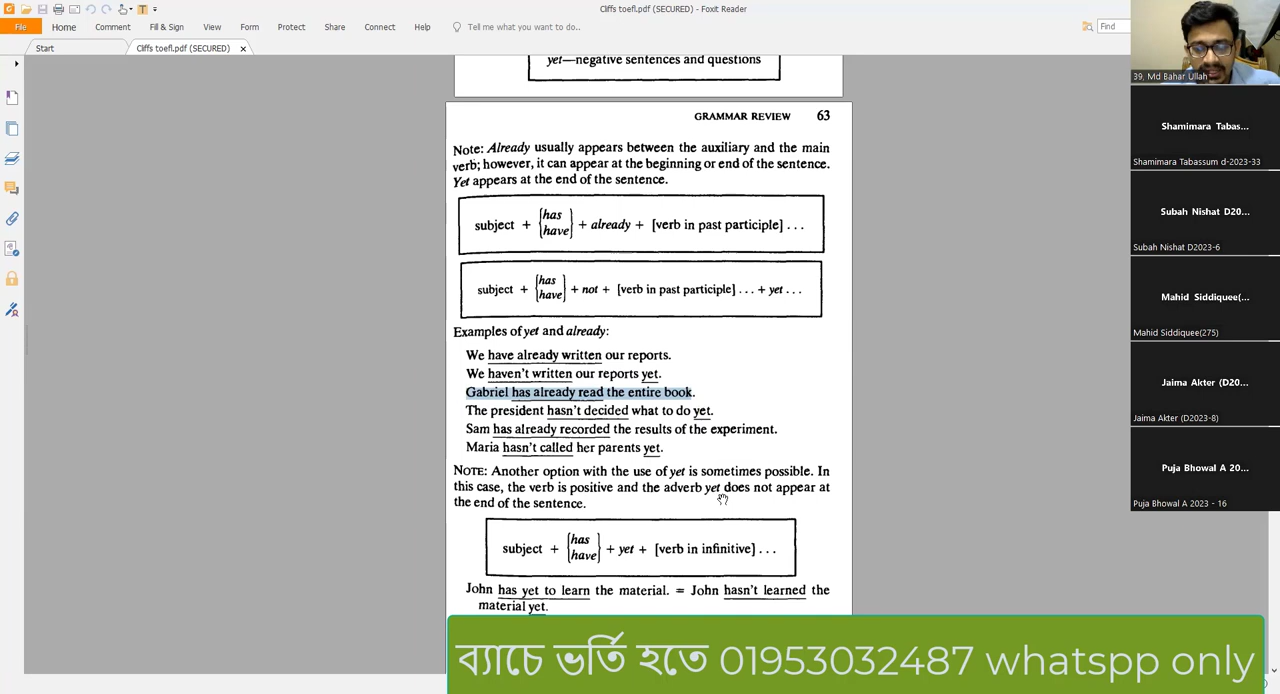 Cliffs toefl.pdf (SECURED) - Foxit Reader
File Home Comment Fill & Sign View Form Protect Share Connect Help Tell me what you want to do.. Find
Start Cliffs toefl.pdf (SECURED)
yet—negative sentences and questions
GRAMMAR REVIEW 63
Note: Already usually appears between the auxiliary and the main
verb; however, it can appear at the beginning or end of the sentence.
Yet appears at the end of the sentence.
subject + {has
have} + already + [verb in past participle] . . .
subject + {has
have} + not + [verb in past participle] . . . + yet . . .
Examples of yet and already:
We have already written our reports.
We haven't written our reports yet.
Gabriel has already read the entire book.
The president hasn't decided what to do yet.
Sam has already recorded the results of the experiment.
Maria hasn't called her parents yet.
NOTE: Another option with the use of yet is sometimes possible. In
this case, the verb is positive and the adverb yet does not appear at
the end of the sentence.
subject + {has
have} + yet + [verb in infinitive] . . .
John has yet to learn the material. = John hasn't learned the
material yet.
39, Md Bahar Ullah
Shamimara Tabas...
Shamimara Tabassum d-2023-33
Subah Nishat D20...
Subah Nishat D2023-6
Mahid Siddiquee(...
Mahid Siddiquee(275)
Jaima Akter (D20...
Jaima Akter (D2023-8)
Puja Bhowal A 20...
Puja Bhowal A 2023 - 16
ব্যাচে ভর্তি হতে 01953032487 whatspp only